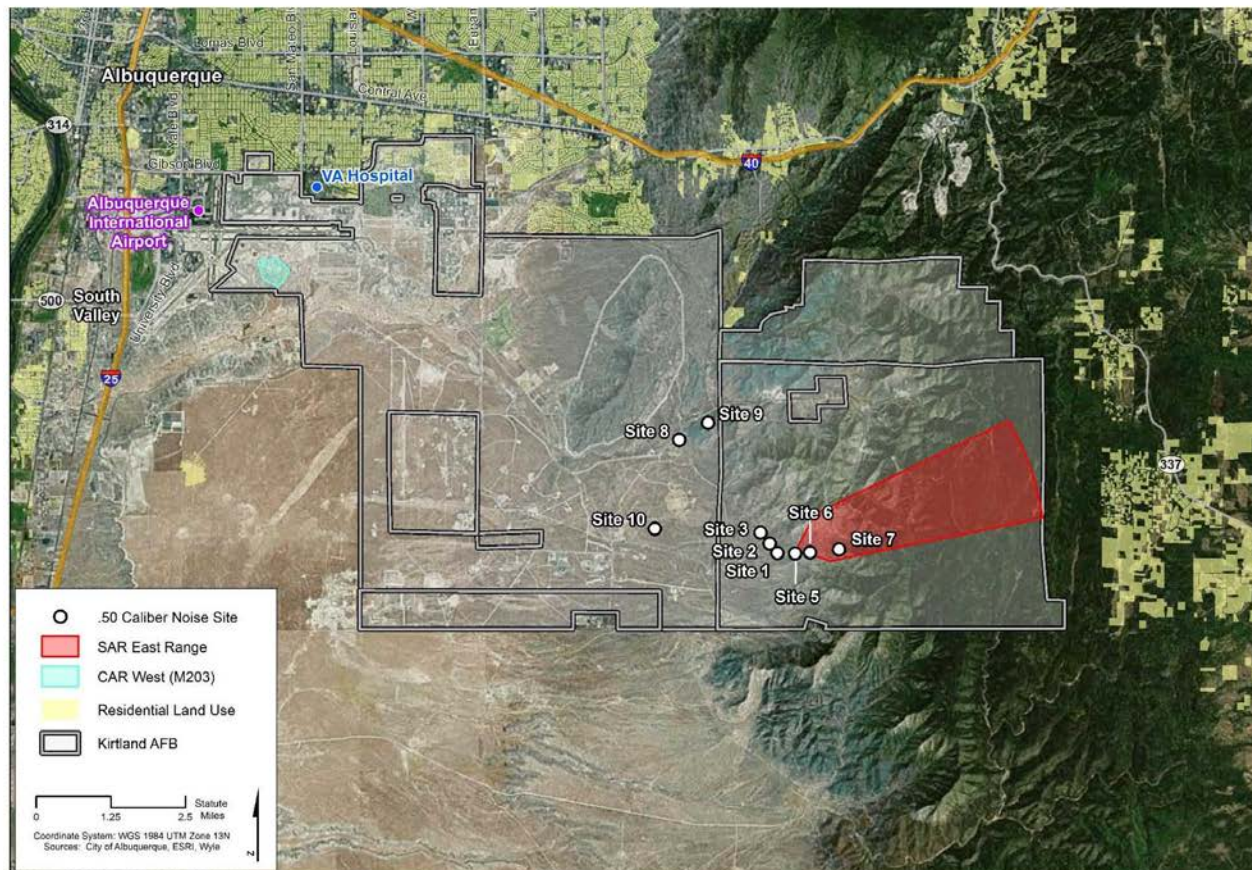 Lomas Blvd
San Mateo Bl
Louisian
Eupan
Albuquerque
Central Ave
314
Yale Blvd
Gibson Blvd
VA Hospital
40
Albuquerque
International
Airport
500
South
Valley
University Blvd
25
Site 9
Site 8
337
Site 6
Site 10
Site 3
Site 7
Site 2
Site 1
Site 5
.50 Caliber Noise Site
SAR East Range
CAR West (M203)
Residential Land Use
Kirtland AFB
Statute
Miles
0 1.25 2.5
Coordinate System: WGS 1984 UTM Zone 13N
Sources: City of Albuquerque, ESRI, Wyle
N